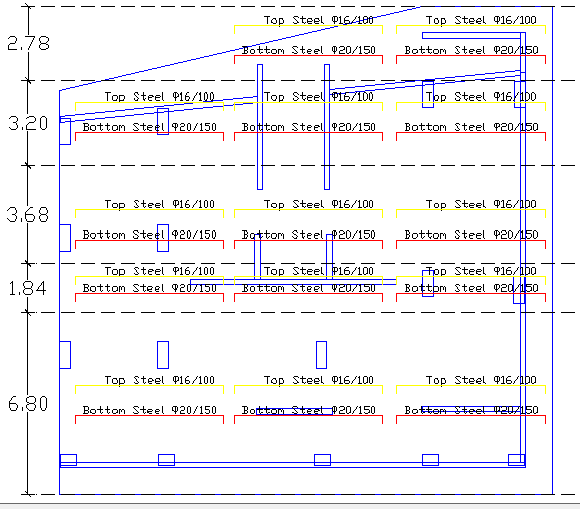 Top Steel φ16/100 Top Steel φ16/100
2.78
Bottom Steel φ20/150 Bottom Steel φ20/150
Top Steel φ16/100 Top Steel φ16/100 Top Steel φ16/100
3.20
Bottom Steel φ20/150 Bottom Steel φ20/150 Bottom Steel φ20/150
Top Steel φ16/100 Top Steel φ16/100 Top Steel φ16/100
3.68
Bottom Steel φ20/150 Bottom Steel φ20/150 Bottom Steel φ20/150
Top Steel φ16/100 Top Steel φ16/100 Top Steel φ16/100
1.84
Bottom Steel φ20/150 Bottom Steel φ20/150 Bottom Steel φ20/150
Top Steel φ16/100 Top Steel φ16/100 Top Steel φ16/100
6.80
Bottom Steel φ20/150 Bottom Steel φ20/150 Bottom Steel φ20/150